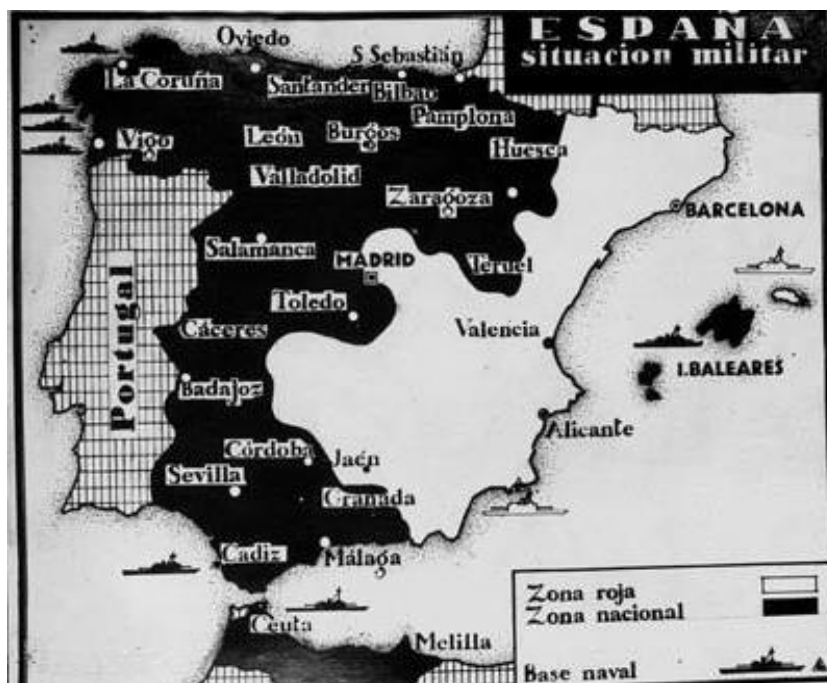 ESPAÑA
situacion militar
Oviedo
S Sebastián
La Coruña
Santander
Bilbao
Pamplona
Vigo
León
Burgos
Huesca
Valladolid
Zaragoza
BARCELONA
Salamanca
MADRID
Teruel
Portugal
Toledo
Cáceres
Valencia
I.BALEARES
Badajoz
Alicante
Córdoba
Jaén
Sevilla
Granada
Cadiz
Málaga
Ceuta
Melilla
Zona roja
Zona nacional
Base naval